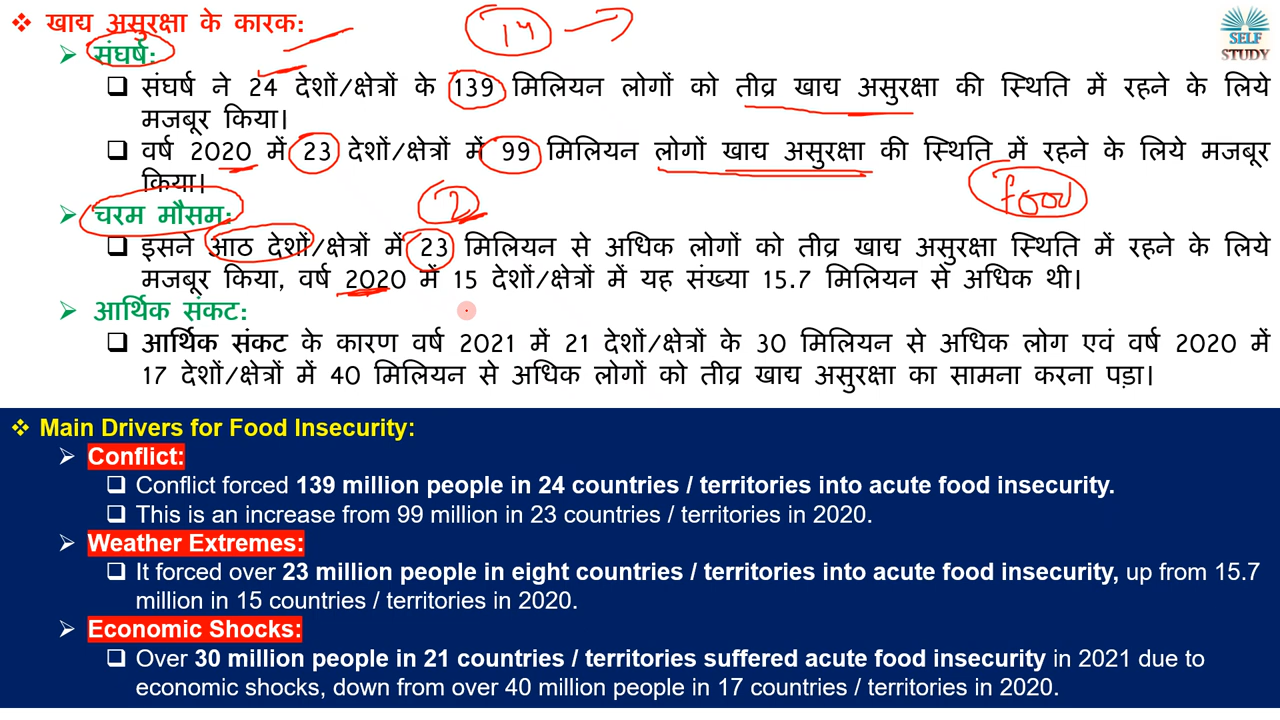 ❖ खाद्य असुरक्षा के कारक:
14
SELF
STUDY
➢ संघर्ष:
❑ संघर्ष ने 24 देशों/क्षेत्रों के 139 मिलियन लोगों को तीव्र खाद्य असुरक्षा की स्थिति में रहने के लिये
मजबूर किया।
❑ वर्ष 2020 में 23 देशों/क्षेत्रों में 99 मिलियन लोगों खाद्य असुरक्षा की स्थिति में रहने के लिये मजबूर
किया।
food
➢ चरम मौसम:
2
❑ इसने आठ देशों/क्षेत्रों में 23 मिलियन से अधिक लोगों को तीव्र खाद्य असुरक्षा स्थिति में रहने के लिये
मजबूर किया, वर्ष 2020 में 15 देशों/क्षेत्रों में यह संख्या 15.7 मिलियन से अधिक थी।
➢ आर्थिक संकट:
❑ आर्थिक संकट के कारण वर्ष 2021 में 21 देशों/क्षेत्रों के 30 मिलियन से अधिक लोग एवं वर्ष 2020 में
17 देशों/क्षेत्रों में 40 मिलियन से अधिक लोगों को तीव्र खाद्य असुरक्षा का सामना करना पड़ा।
❖ Main Drivers for Food Insecurity:
➢ Conflict:
❑ Conflict forced 139 million people in 24 countries / territories into acute food insecurity.
❑ This is an increase from 99 million in 23 countries / territories in 2020.
➢ Weather Extremes:
❑ It forced over 23 million people in eight countries / territories into acute food insecurity, up from 15.7
million in 15 countries / territories in 2020.
➢ Economic Shocks:
❑ Over 30 million people in 21 countries / territories suffered acute food insecurity in 2021 due to
economic shocks, down from over 40 million people in 17 countries / territories in 2020.